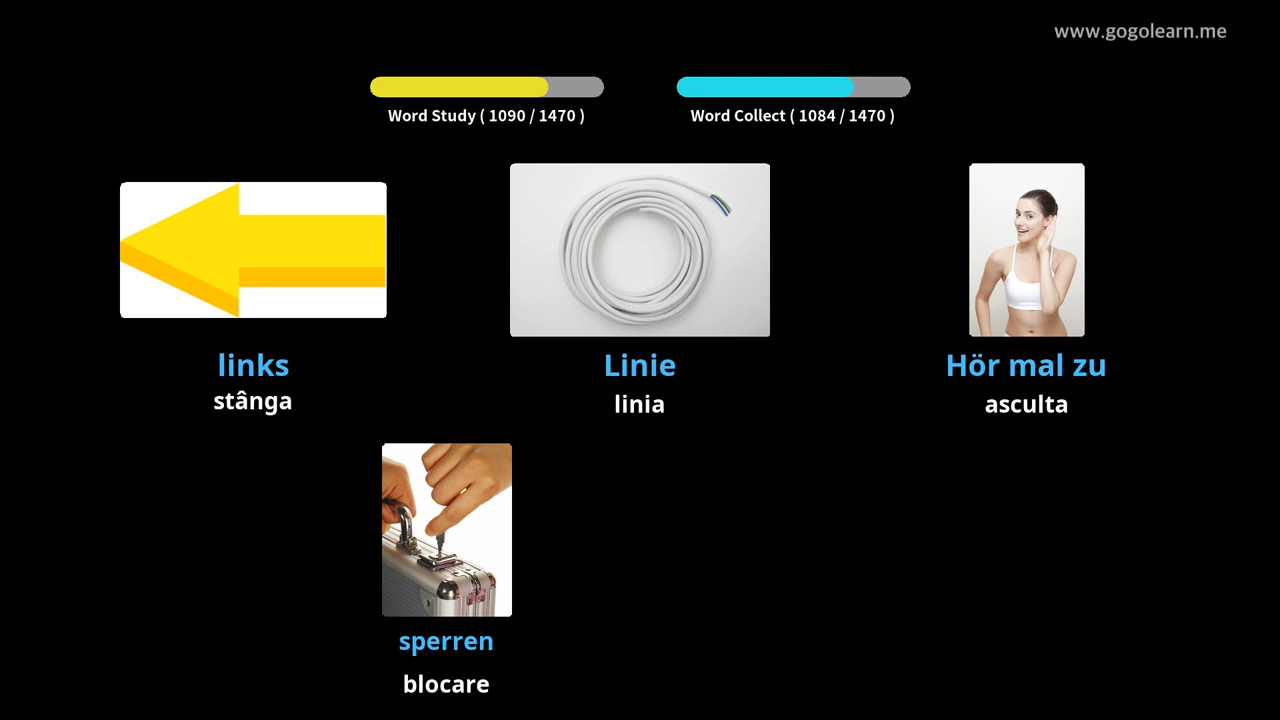 www.gogolearn.me
Word Study ( 1090 / 1470 )
Word Collect ( 1084 / 1470 )
links
stânga
Linie
linia
Hör mal zu
asculta
sperren
blocare